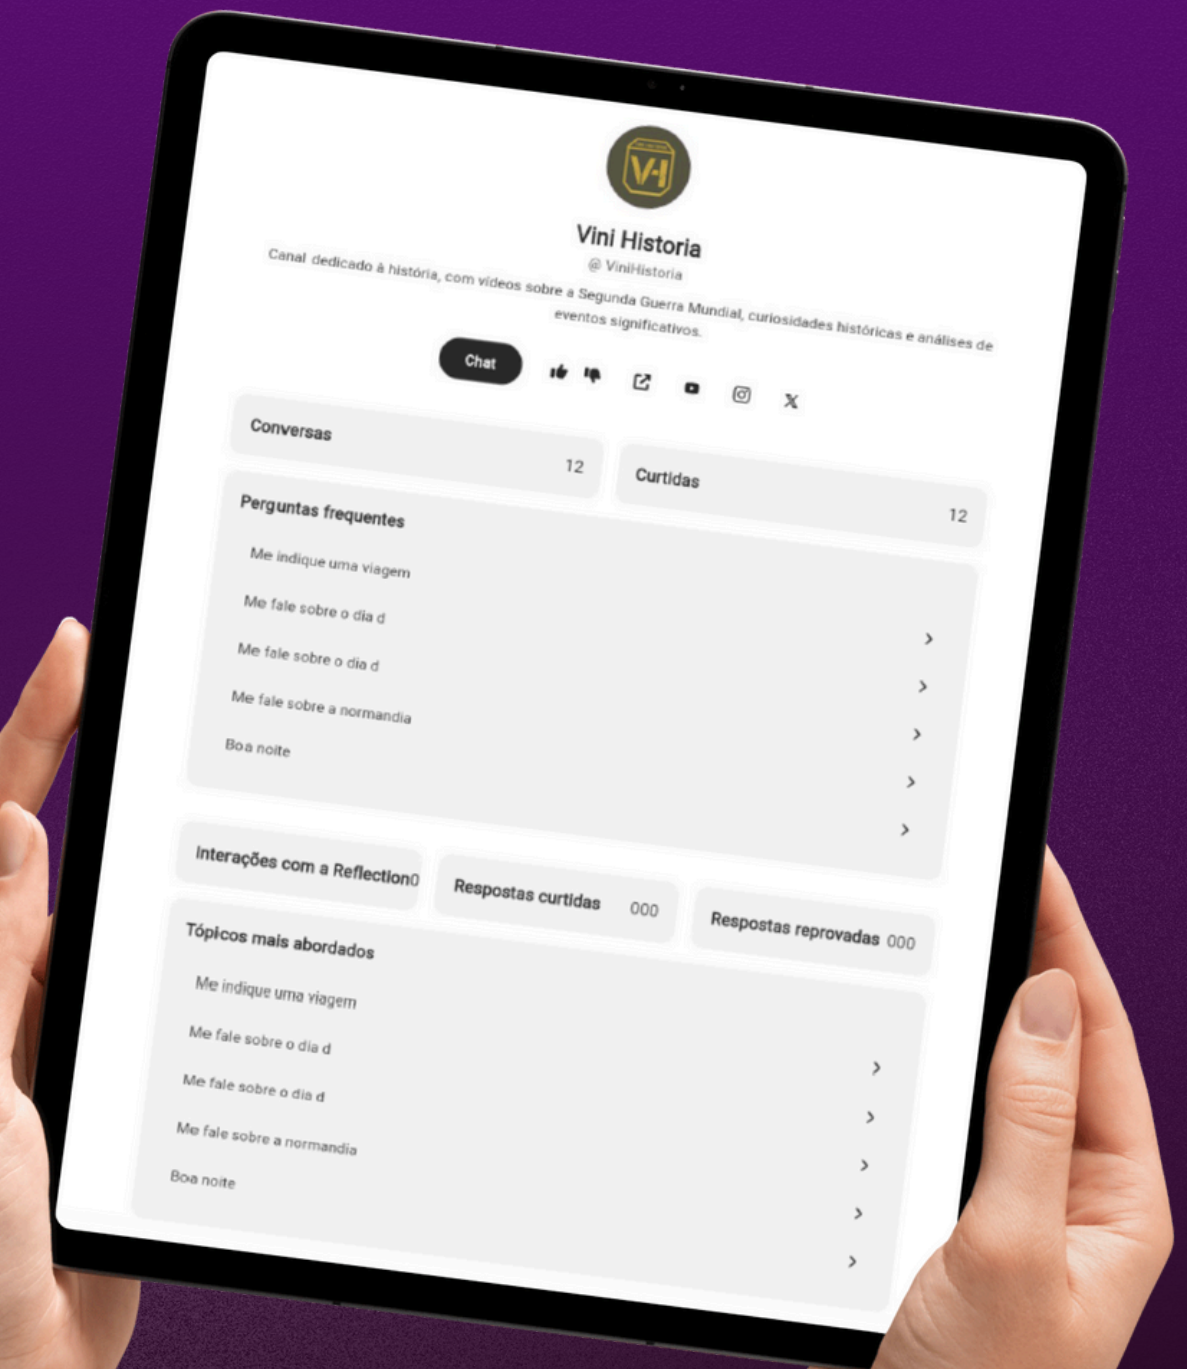 VH
Vini Historia
@ ViniHistoria
Canal dedicado à história, com vídeos sobre a Segunda Guerra Mundial, curiosidades históricas e análises de
eventos significativos.
Chat
Conversas
12
Curtidas
12
Perguntas frequentes
Me indique uma viagem
Me fale sobre o dia d
Me fale sobre o dia d
Me fale sobre a normandia
Boa noite
Interações com a Reflection0
Respostas curtidas 000
Respostas reprovadas 000
Tópicos mais abordados
Me indique uma viagem
Me fale sobre o dia d
Me fale sobre o dia d
Me fale sobre a normandia
Boa noite